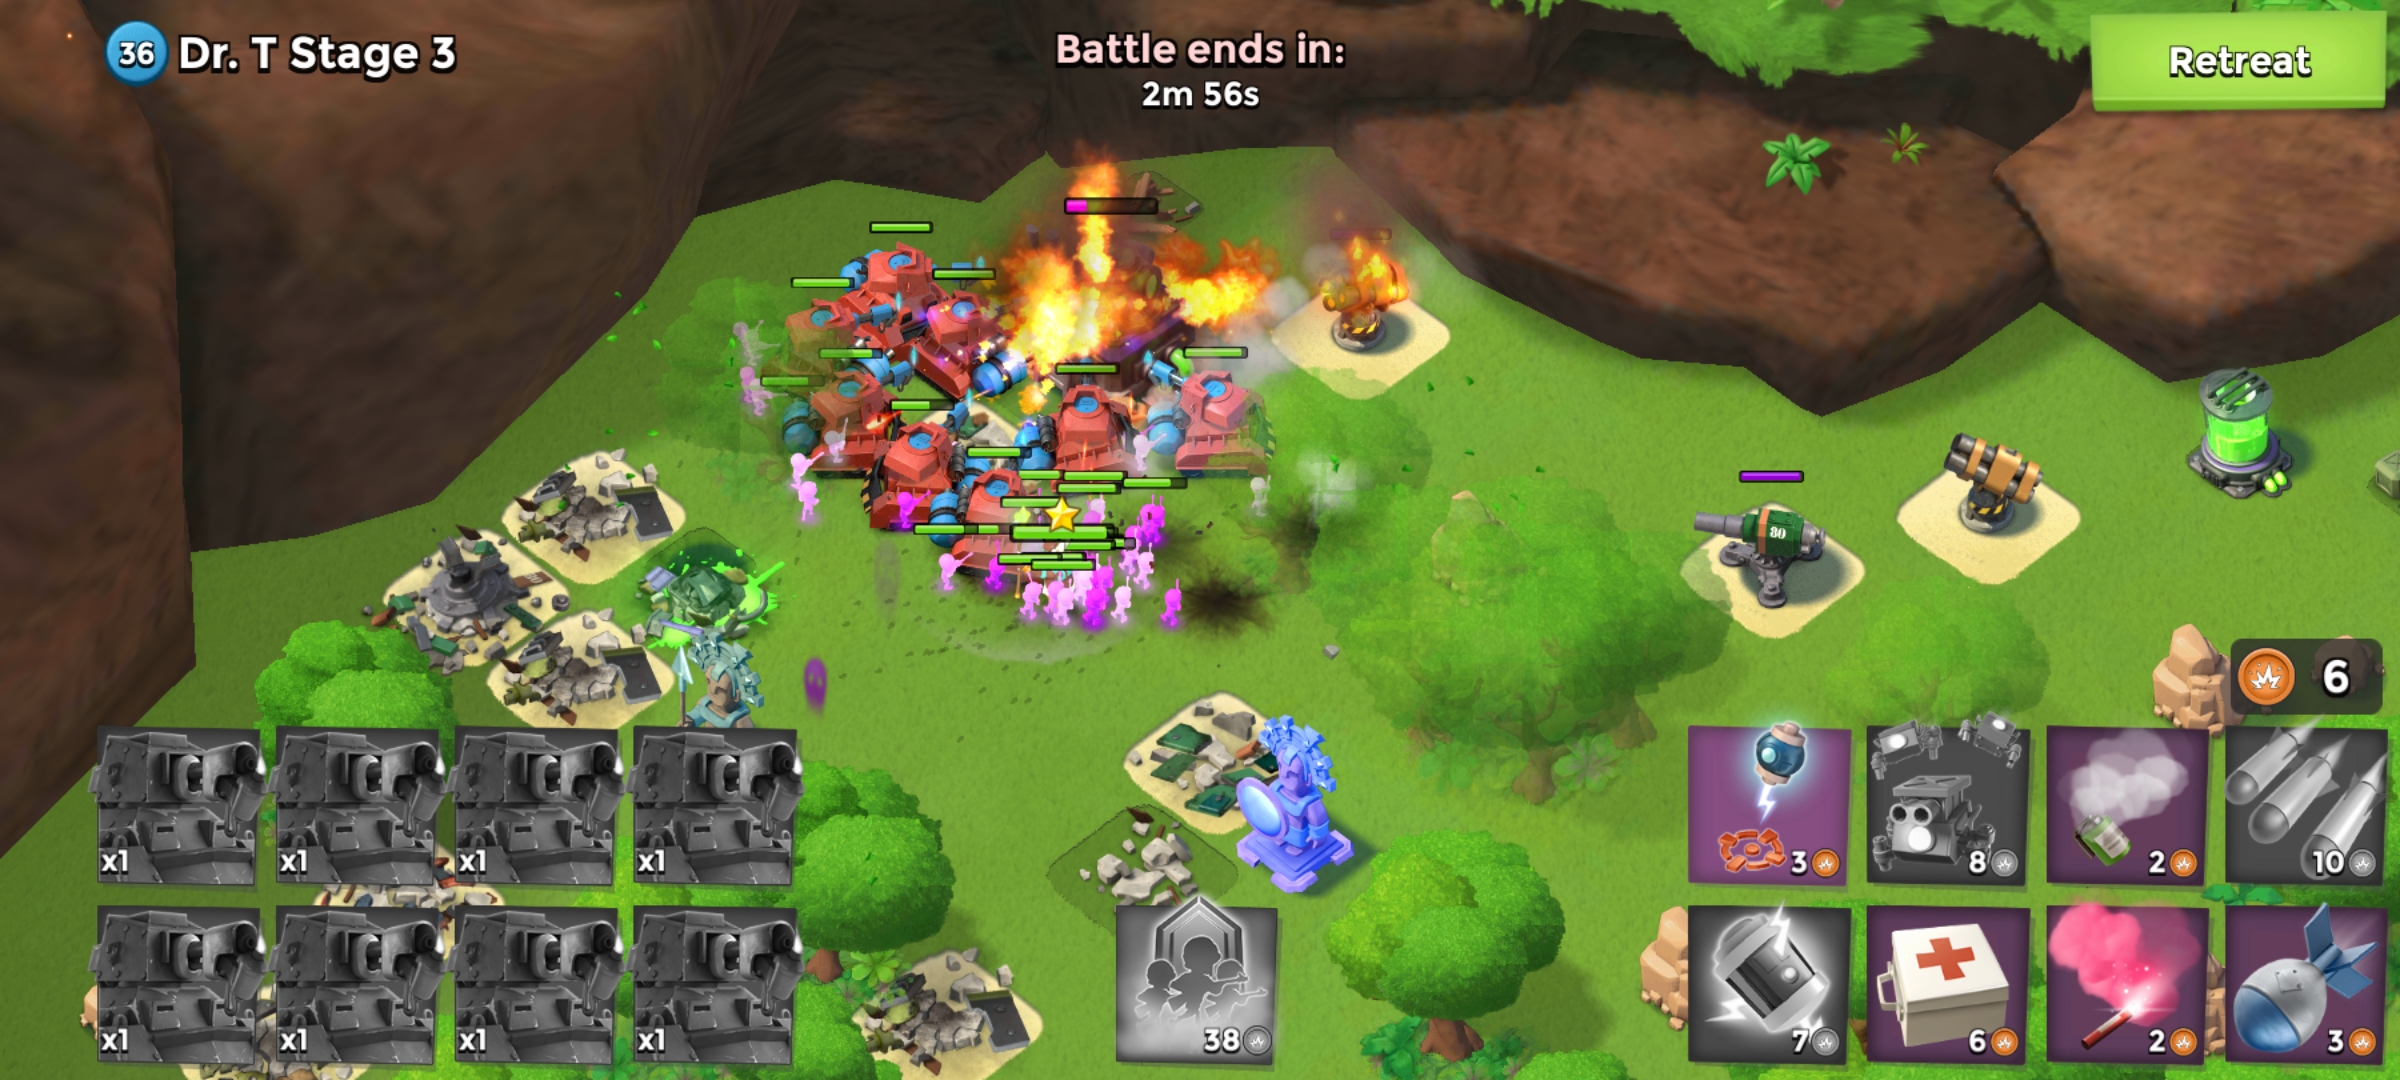 36 Dr. T Stage 3
Battle ends in:
2m 56s
Retreat
80
6
x1 x1 x1 x1
3 8 2 10
x1 x1 x1 x1
38
7 6 2 3